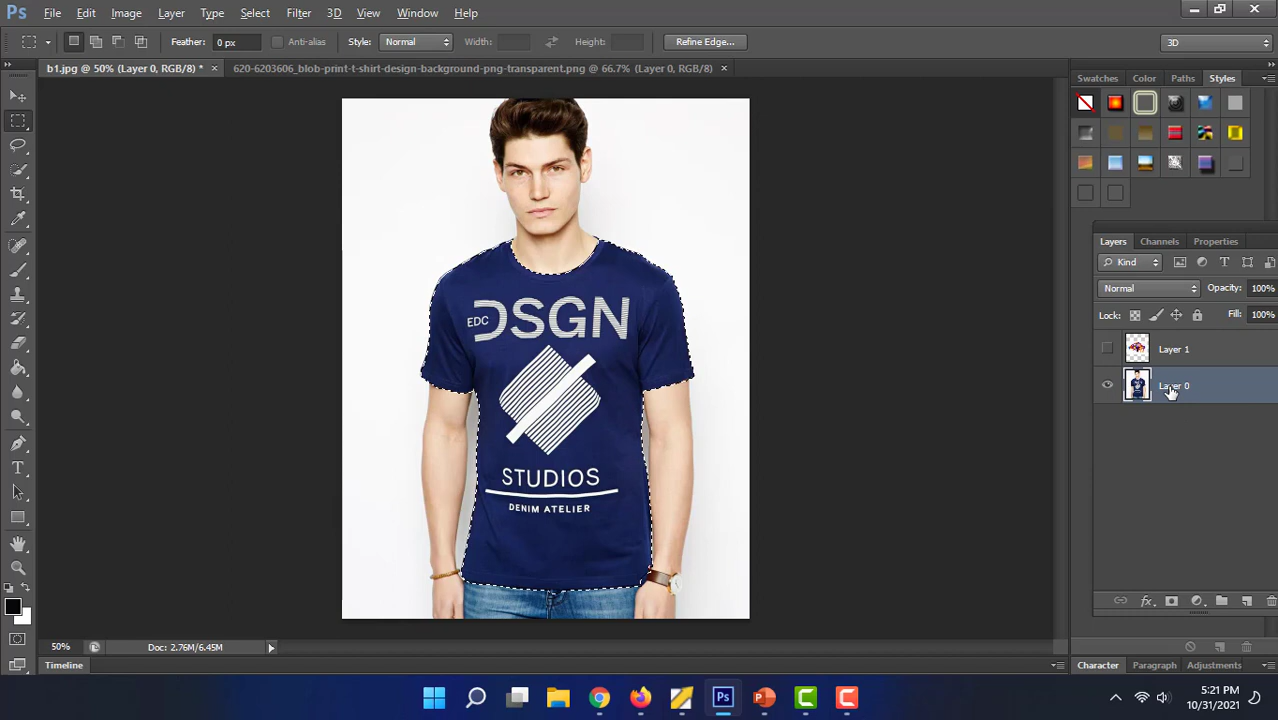 Ps File Edit Image Layer Type Select Filter 3D View Window Help
Feather: 0 px Anti-alias Style: Normal Width: Height: Refine Edge... 3D
b1.jpg @ 50% (Layer 0, RGB/8) * × 620-6203606_blob-print-t-shirt-design-background-png-transparent.png @ 66.7% (Layer 0, RGB/8) ×
Swatches Color Paths Styles
EDC DSGN
STUDIOS
DENIM ATELIER
Layers Channels Properties
Kind
Normal Opacity: 100%
Lock: Fill: 100%
Layer 1
Layer 0
fx
50% Doc: 2.76M/6.45M
Timeline Character Paragraph Adjustments
Ps
5:21 PM
10/31/2021